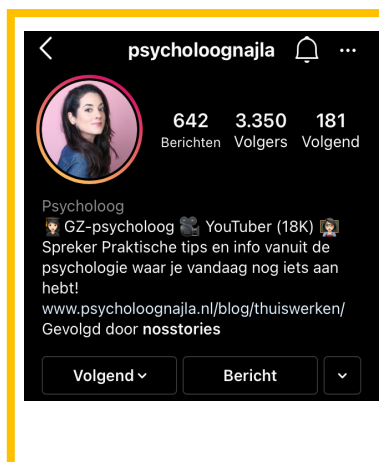 psycholoognajla
642 3.350 181
Berichten Volgers Volgend
Psycholoog
GZ-psycholoog YouTuber (18K)
Spreker Praktische tips en info vanuit de
psychologie waar je vandaag nog iets aan
hebt!
www.psycholoognajla.nl/blog/thuiswerken/
Gevolgd door nosstories
Volgend Bericht